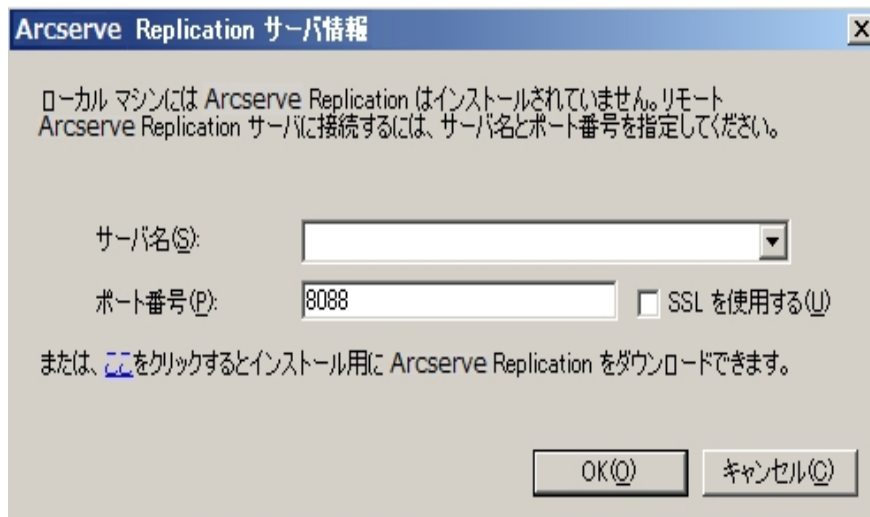 Arcserve Replication サーバ情報
ローカル マシンには Arcserve Replication はインストールされていません。リモート
Arcserve Replication サーバに接続するには、サーバ名とポート番号を指定してください。
サーバ名(S):
ポート番号(P): 8088 SSL を使用する(U)
または、ここをクリックするとインストール用に Arcserve Replication をダウンロードできます。
OK(O) キャンセル(C)